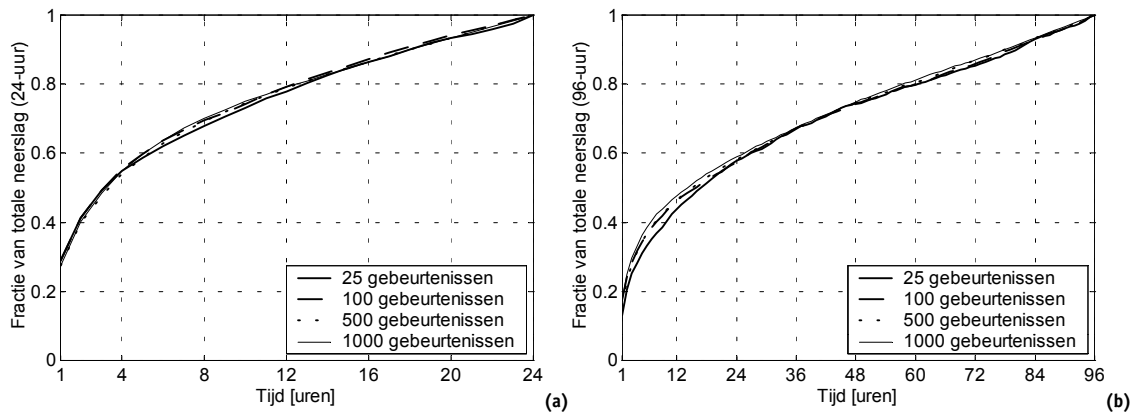 Fractie van totale neerslag (24-uur)
1
0.8
0.6
0.4
0.2
0
25 gebeurtenissen
100 gebeurtenissen
500 gebeurtenissen
1000 gebeurtenissen
1 4 8 12 16 20 24
Tijd [uren]
(a)
Fractie van totale neerslag (96-uur)
1
0.8
0.6
0.4
0.2
0
25 gebeurtenissen
100 gebeurtenissen
500 gebeurtenissen
1000 gebeurtenissen
1 12 24 36 48 60 72 84 96
Tijd [uren]
(b)